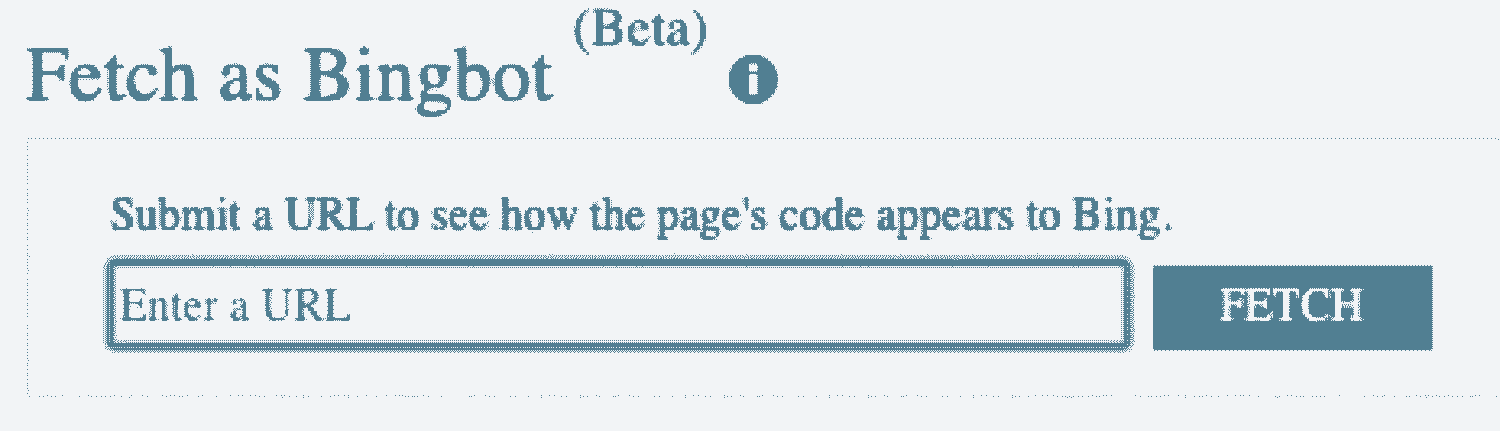 Fetch as Bingbot (Beta)
Submit a URL to see how the page's code appears to Bing.
Enter a URL
FETCH